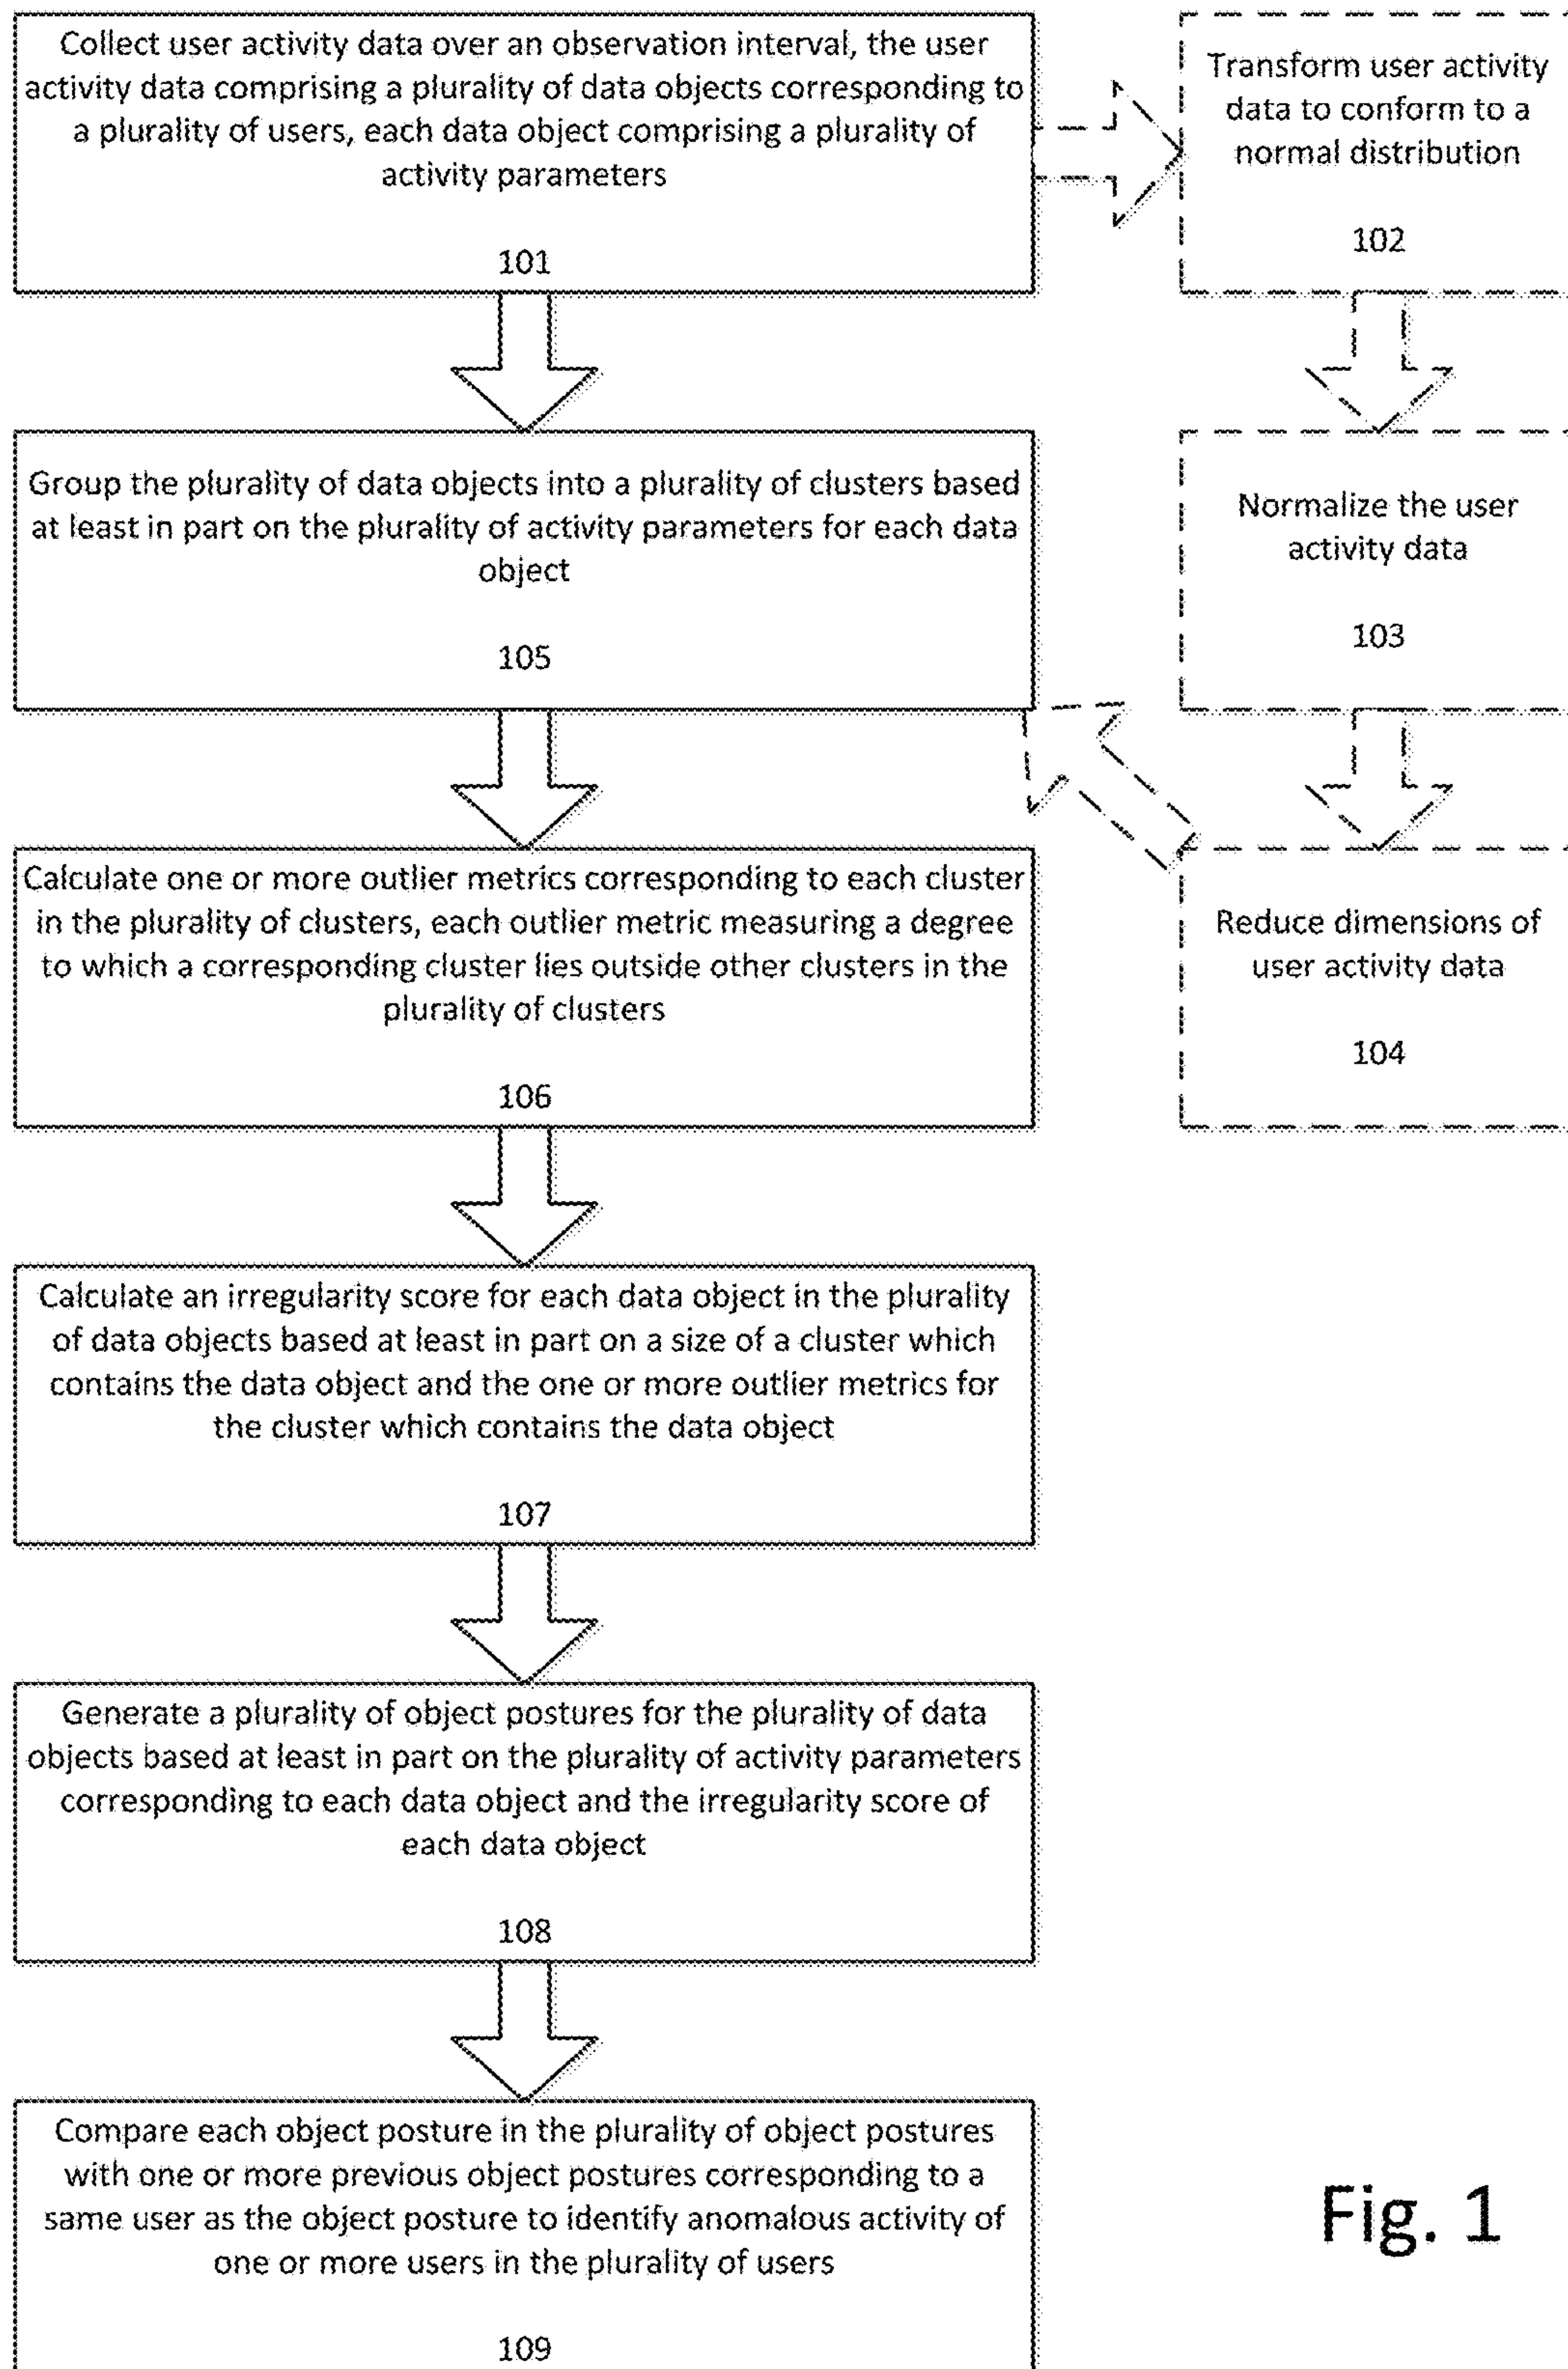 Collect user activity data over an observation interval, the user
activity data comprising a plurality of data objects corresponding to
a plurality of users, each data object comprising a plurality of
activity parameters
101
Transform user activity
data to conform to a
normal distribution
102
Group the plurality of data objects into a plurality of clusters based
at least in part on the plurality of activity parameters for each data
object
105
Normalize the user
activity data
103
Calculate one or more outlier metrics corresponding to each cluster
in the plurality of clusters, each outlier metric measuring a degree
to which a corresponding cluster lies outside other clusters in the
plurality of clusters
106
Reduce dimensions of
user activity data
104
Calculate an irregularity score for each data object in the plurality
of data objects based at least in part on a size of a cluster which
contains the data object and the one or more outlier metrics for
the cluster which contains the data object
107
Generate a plurality of object postures for the plurality of data
objects based at least in part on the plurality of activity parameters
corresponding to each data object and the irregularity score of
each data object
108
Compare each object posture in the plurality of object postures
with one or more previous object postures corresponding to a
same user as the object posture to identify anomalous activity of
one or more users in the plurality of users
109
Fig. 1